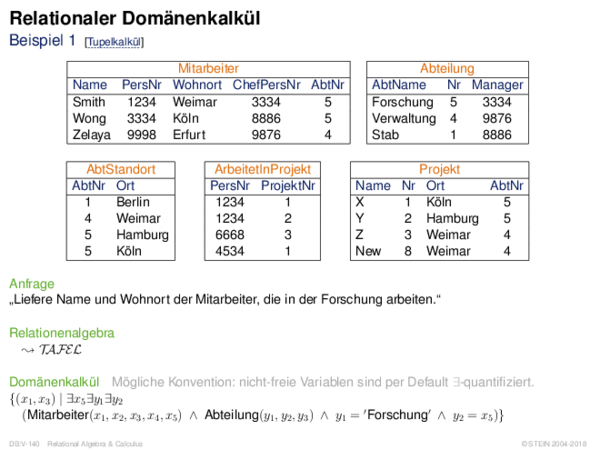 Relationaler Domänenkalkül
Beispiel 1 [Tupelkalkül]
Mitarbeiter
Name PersNr Wohnort ChefPersNr AbtNr
Smith 1234 Weimar 3334 5
Wong 3334 Köln 8886 5
Zelaya 9998 Erfurt 9876 4
Abteilung
AbtName Nr Manager
Forschung 5 3334
Verwaltung 4 9876
Stab 1 8886
AbtStandort
AbtNr Ort
1 Berlin
4 Weimar
5 Hamburg
5 Köln
ArbeitetInProjekt
PersNr ProjektNr
1234 1
1234 2
6668 3
4534 1
Projekt
Name Nr Ort AbtNr
X 1 Köln 5
Y 2 Hamburg 5
Z 3 Weimar 4
New 8 Weimar 4
Anfrage
„Liefere Name und Wohnort der Mitarbeiter, die in der Forschung arbeiten.“
Relationenalgebra
⤳ TAFEL
Domänenkalkül Mögliche Konvention: nicht-freie Variablen sind per Default ∃-quantifiziert.
{(x₁, x₃) | ∃x₅∃y₁∃y₂
(Mitarbeiter(x₁, x₂, x₃, x₄, x₅) ∧ Abteilung(y₁, y₂, y₃) ∧ y₁ = 'Forschung' ∧ y₂ = x₅)}
DB:V-140 Relational Algebra & Calculus © STEIN 2004-2018